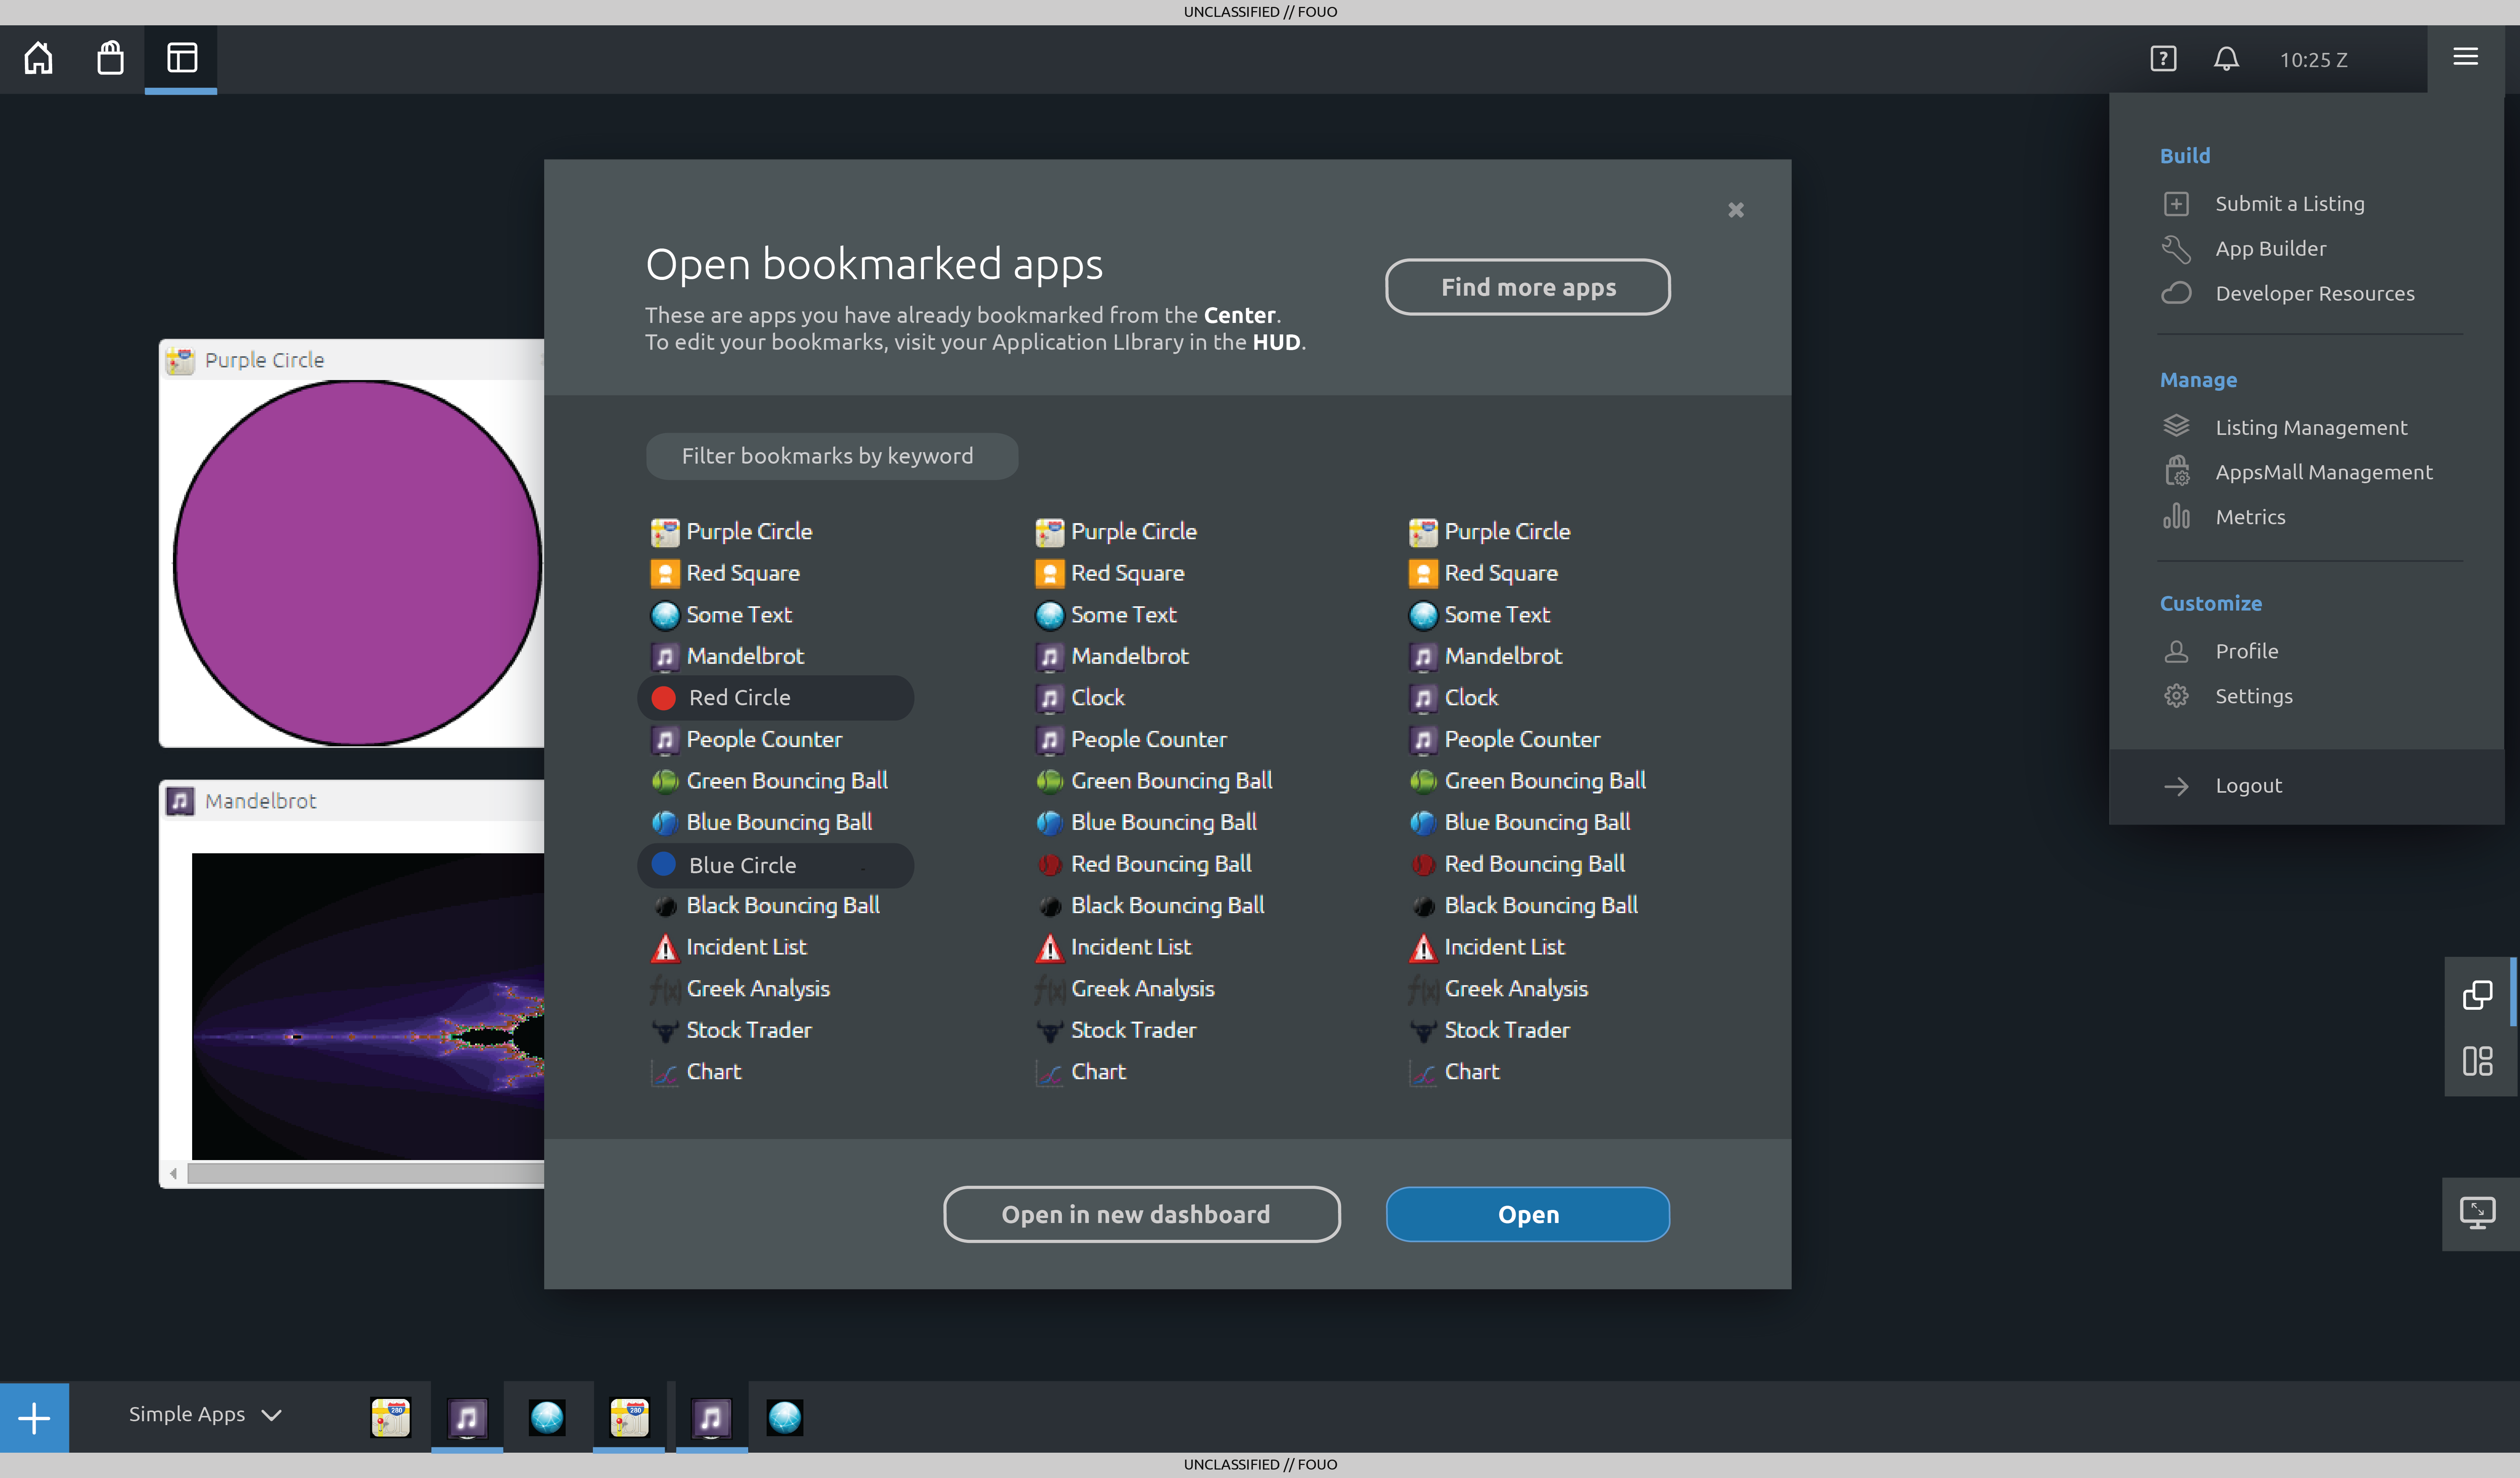 UNCLASSIFIED // FOUO
10:25 Z
Build
Submit a Listing
App Builder
Developer Resources
Manage
Listing Management
AppsMall Management
Metrics
Customize
Profile
Settings
Logout
Open bookmarked apps
Find more apps
These are apps you have already bookmarked from the Center.
To edit your bookmarks, visit your Application LIbrary in the HUD.
Filter bookmarks by keyword
Purple Circle
Red Square
Some Text
Mandelbrot
Red Circle
People Counter
Green Bouncing Ball
Blue Bouncing Ball
Blue Circle
Black Bouncing Ball
Incident List
Greek Analysis
Stock Trader
Chart
Purple Circle
Red Square
Some Text
Mandelbrot
Clock
People Counter
Green Bouncing Ball
Blue Bouncing Ball
Red Bouncing Ball
Black Bouncing Ball
Incident List
Greek Analysis
Stock Trader
Chart
Purple Circle
Red Square
Some Text
Mandelbrot
Clock
People Counter
Green Bouncing Ball
Blue Bouncing Ball
Red Bouncing Ball
Black Bouncing Ball
Incident List
Greek Analysis
Stock Trader
Chart
Open in new dashboard
Open
Purple Circle
Mandelbrot
Simple Apps
280
280
UNCLASSIFIED // FOUO